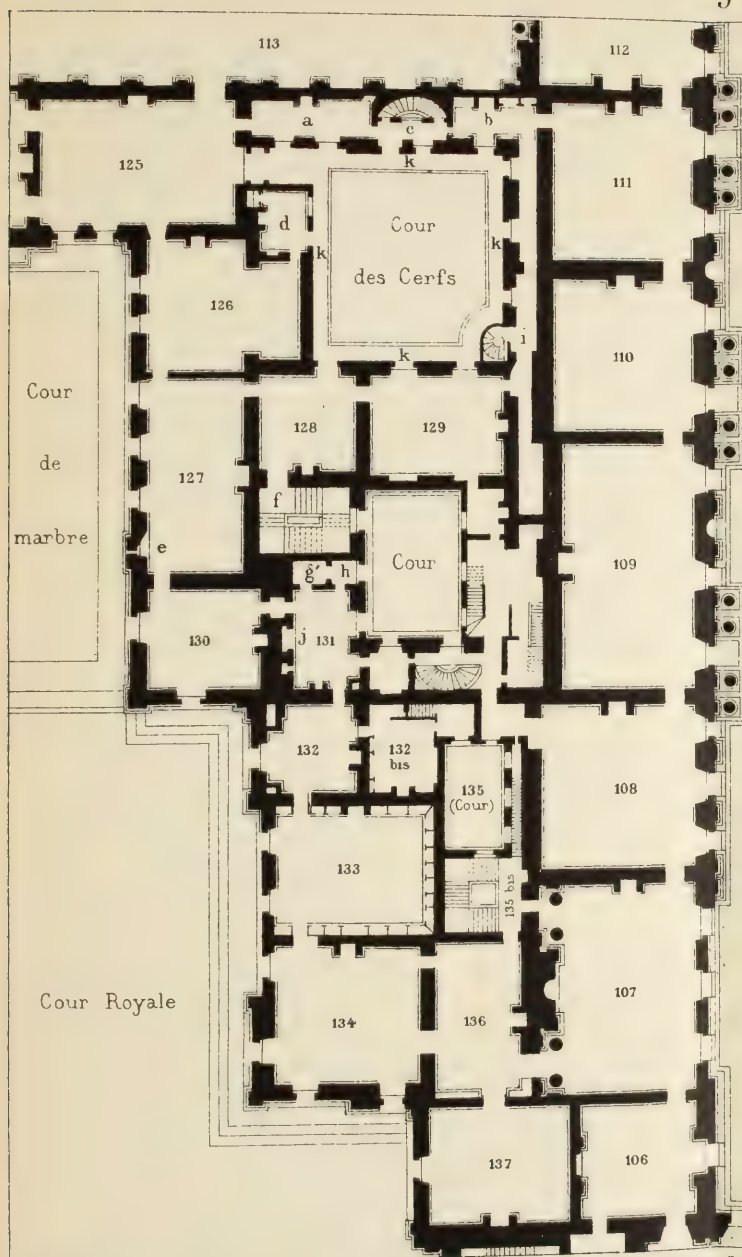 113
112
a
c
b
125
k
111
d
Cour
des Cerfs
k
k
126
i
110
k
Cour
de
marbre
128
129
127
f
Cour
109
e
g'
h
130
j
131
132
132
bis
135
(Cour)
108
133
135 bis
Cour Royale
134
136
107
137
106